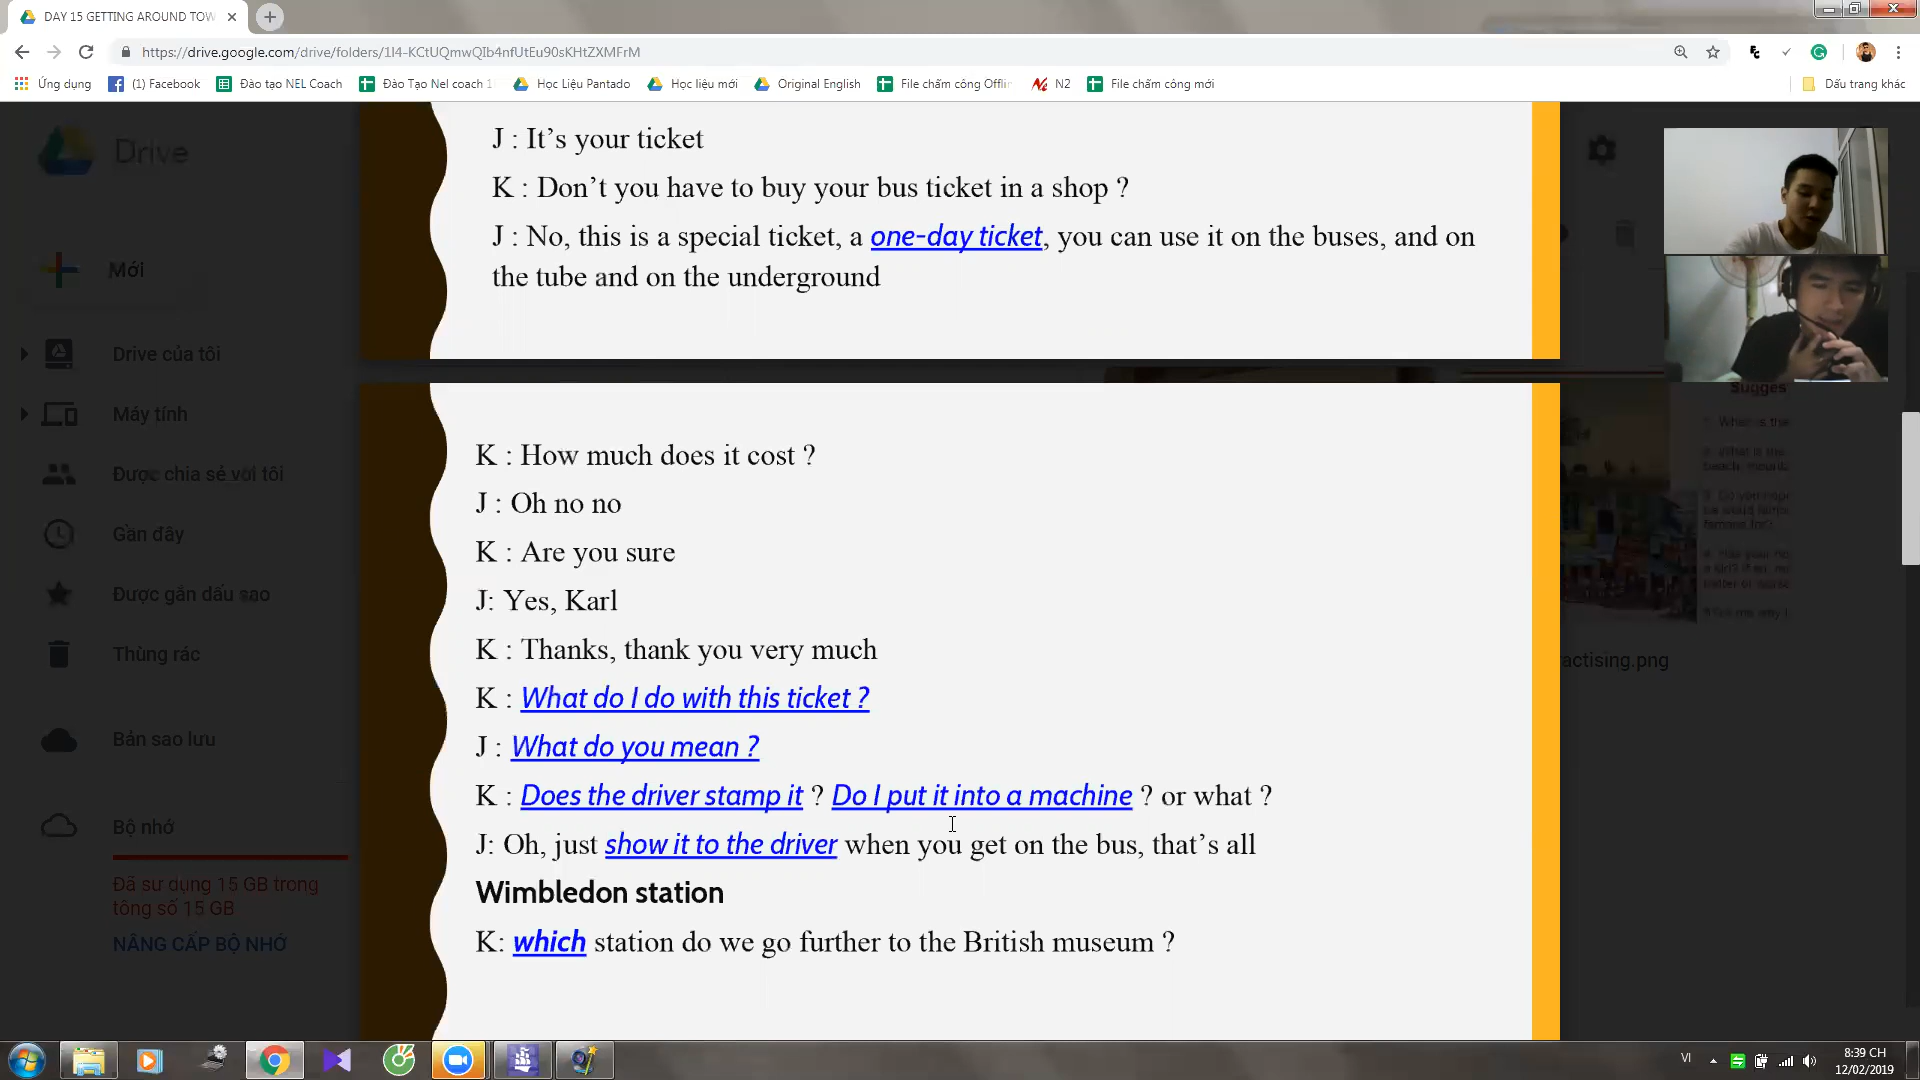 DAY 15 GETTING AROUND TOW
https://drive.google.com/drive/folders/1I4-KCtUQmwQIb4nfUtEu90sKHtZXMFrM
Ứng dụng
(1) Facebook
Đào tạo NEL Coach
Đào Tạo Nel coach 1
Học Liệu Pantado
Học liệu mới
Original English
File chấm công Offlin
N2
File chấm công mới
Dấu trang khác
Drive
Mới
Drive của tôi
Máy tính
Được chia sẻ với tôi
Gần đây
Được gắn dấu sao
Thùng rác
Bản sao lưu
Bộ nhớ
Đã sử dụng 15 GB trong
tổng số 15 GB
NÂNG CẤP BỘ NHỚ
J : It’s your ticket
K : Don’t you have to buy your bus ticket in a shop ?
J : No, this is a special ticket, a one-day ticket, you can use it on the buses, and on
the tube and on the underground
K : How much does it cost ?
J : Oh no no
K : Are you sure
J: Yes, Karl
K : Thanks, thank you very much
K : What do I do with this ticket ?
J : What do you mean ?
K : Does the driver stamp it ? Do I put it into a machine ? or what ?
J: Oh, just show it to the driver when you get on the bus, that’s all
Wimbledon station
K: which station do we go further to the British museum ?
Sugges
actising.png
VI
8:39 CH
12/02/2019